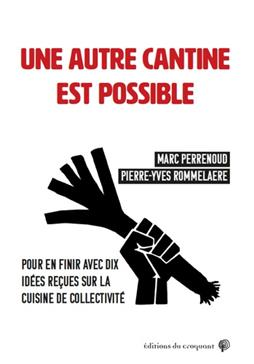 UNE AUTRE CANTINE
EST POSSIBLE
MARC PERRENOUD
PIERRE-YVES ROMMELAERE
POUR EN FINIR AVEC DIX
IDÉES REÇUES SUR LA
CUISINE DE COLLECTIVITÉ
éditions du croquant